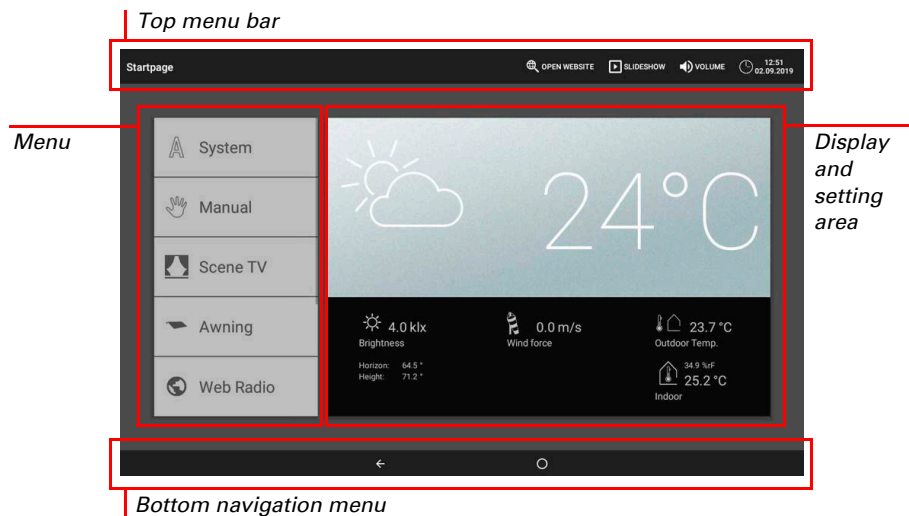 Top menu bar
Startpage
OPEN WEBSITE SLIDESHOW VOLUME 12:51
02.09.2019
Menu
System
Manual
Scene TV
Awning
Web Radio
24°C
4.0 klx
Brightness
Horizon: 64.5 °
Height: 71.2 °
0.0 m/s
Wind force
23.7 °C
Outdoor Temp.
34.9 %rF
25.2 °C
Indoor
Display
and
setting
area
Bottom navigation menu